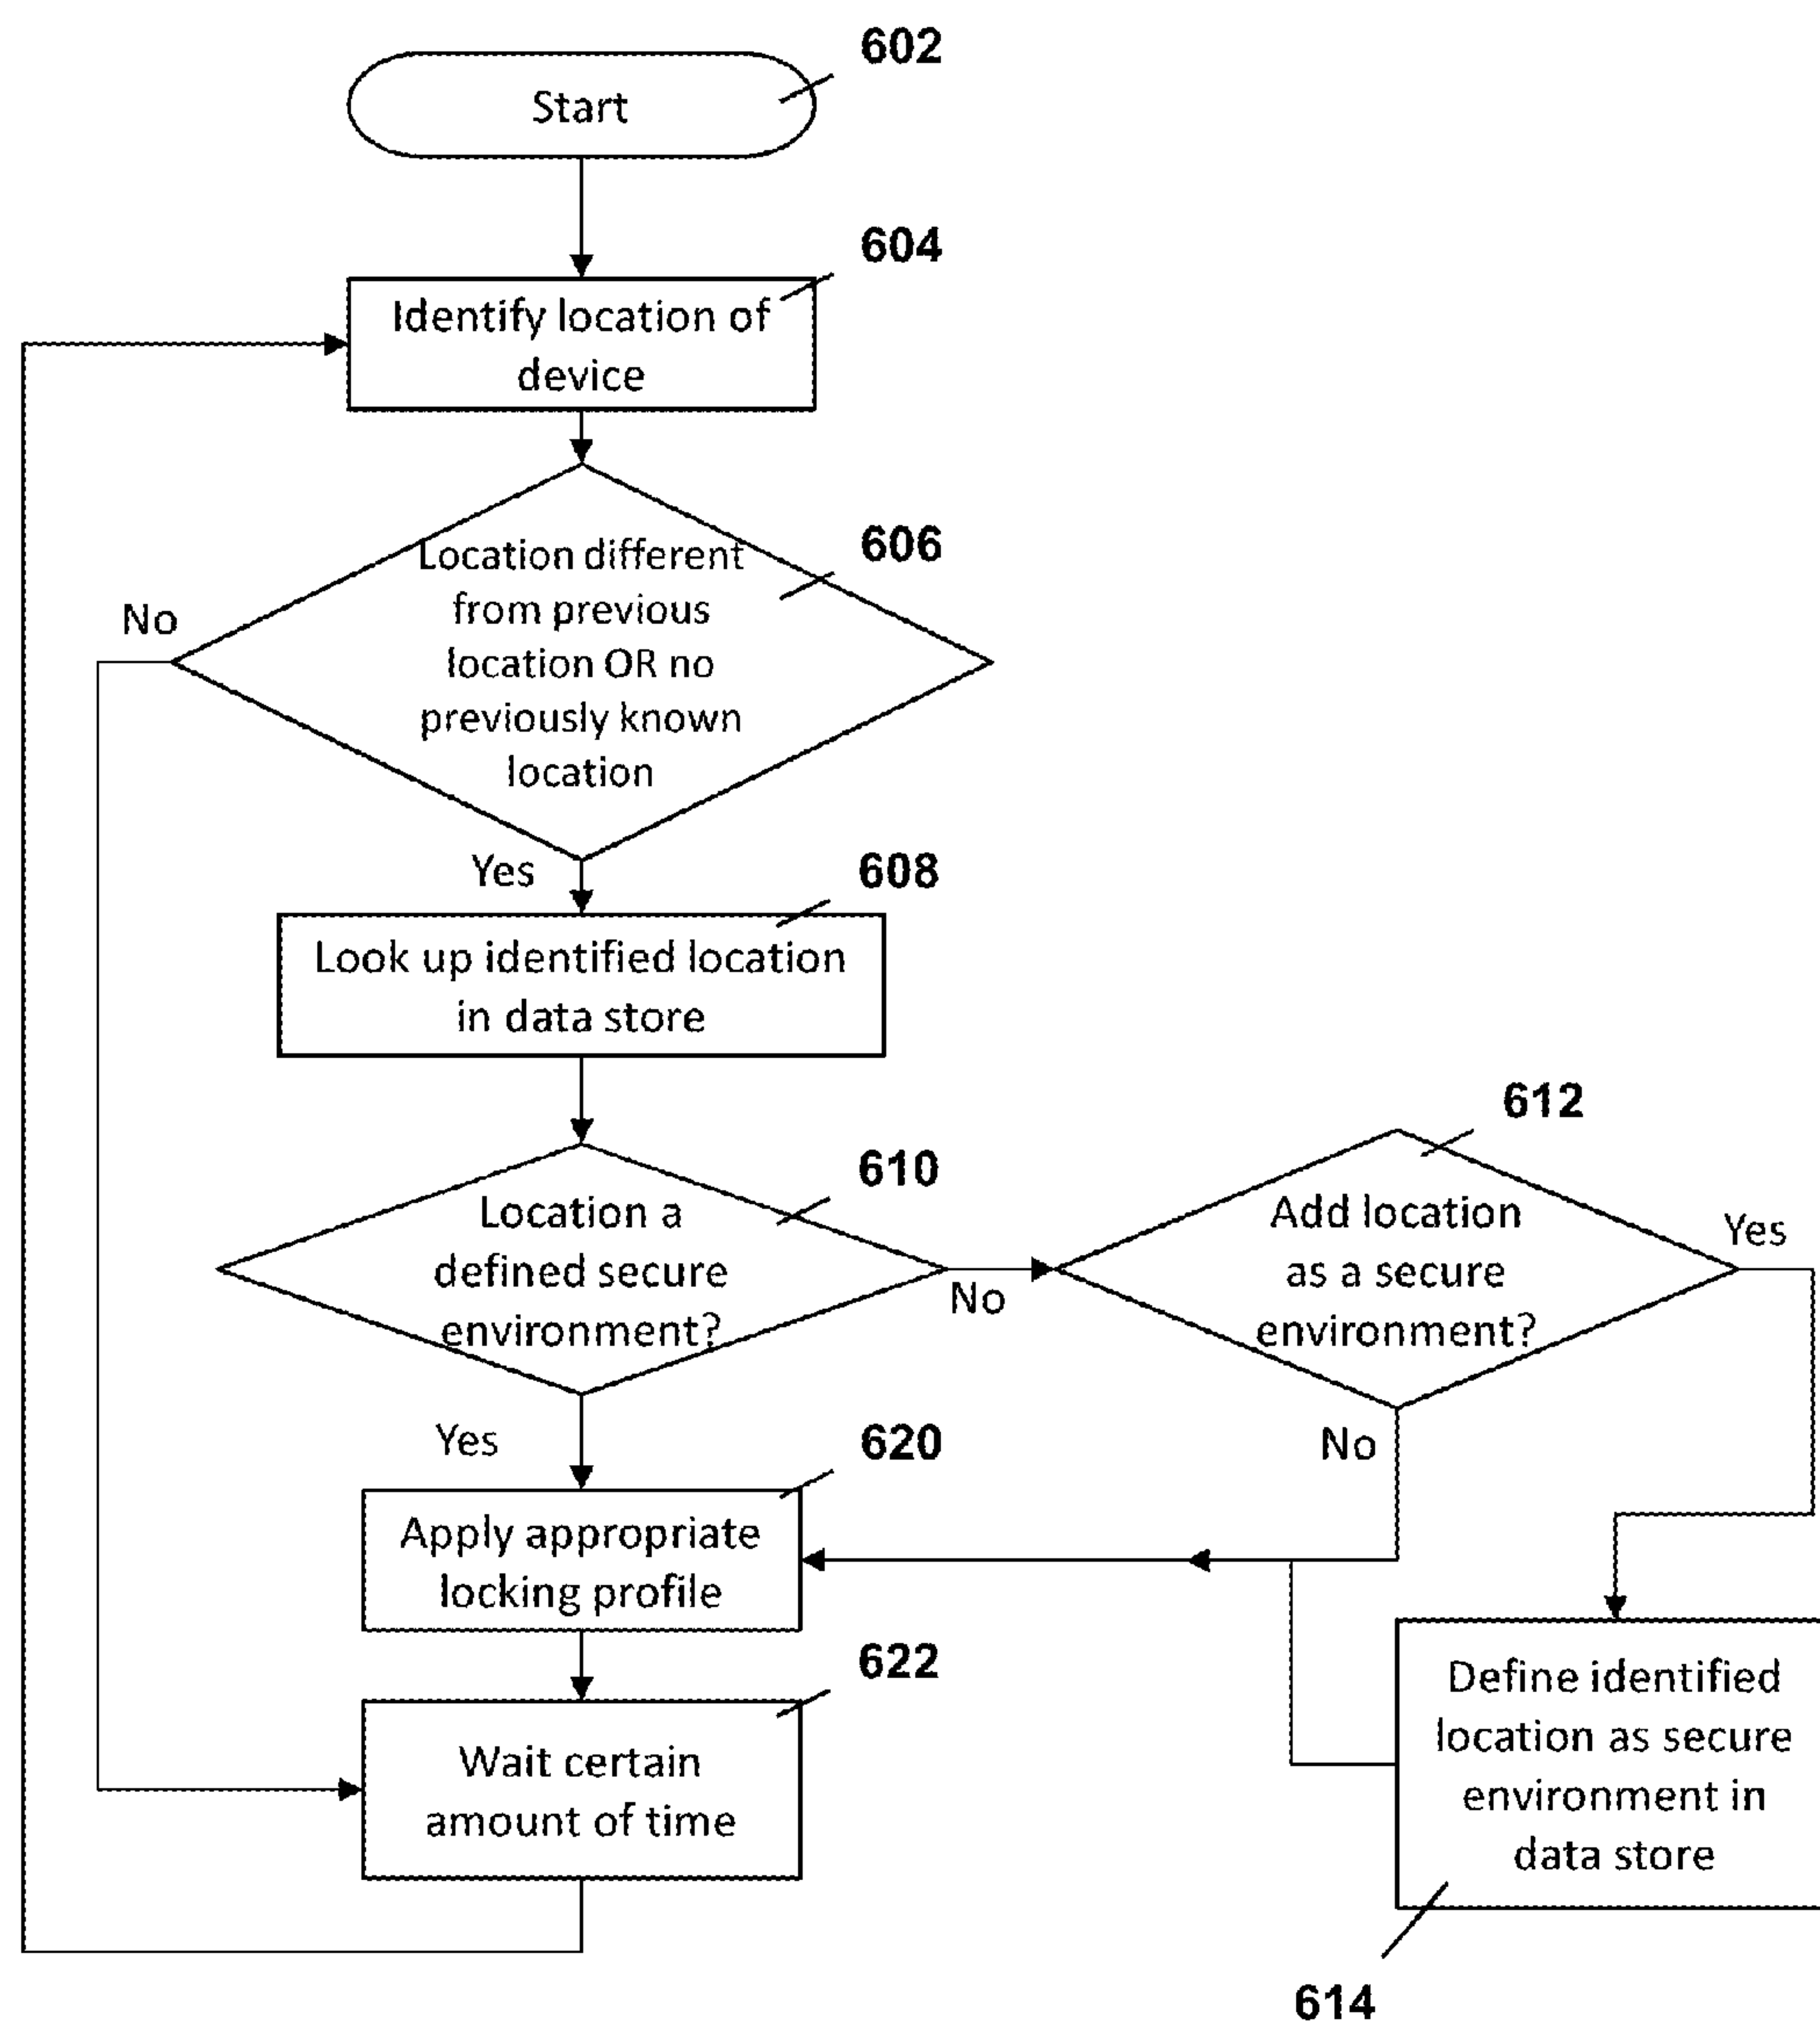 602
Start
604
Identify location of
device
606
Location different
from previous
location OR no
previously known
location
No
Yes
608
Look up identified location
in data store
610
Location a
defined secure
environment?
No
612
Add location
as a secure
environment?
Yes
Yes
No
620
Apply appropriate
locking profile
622
Wait certain
amount of time
Define identified
location as secure
environment in
data store
614